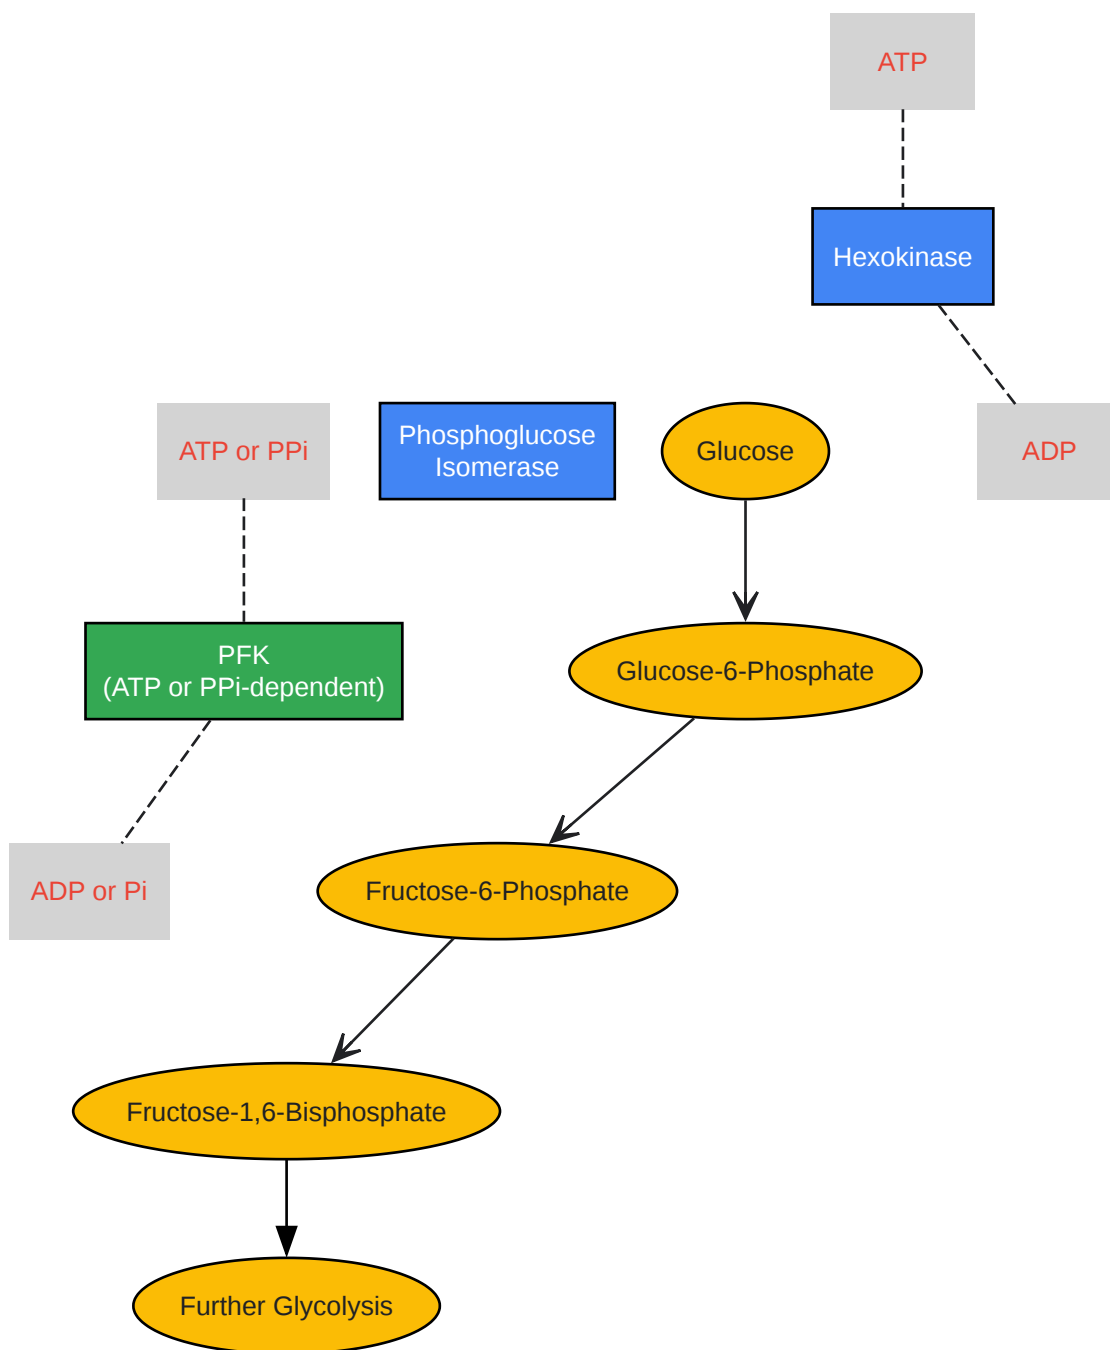 ATP
Hexokinase
ATP or PPi
Phosphoglucose
Isomerase
Glucose
ADP
PFK
(ATP or PPi-dependent)
Glucose-6-Phosphate
ADP or Pi
Fructose-6-Phosphate
Fructose-1,6-Bisphosphate
Further Glycolysis